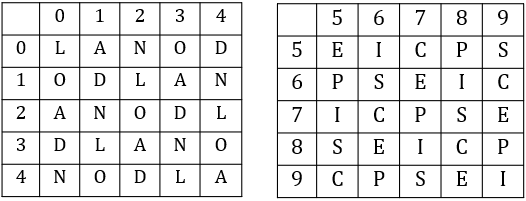 0 1 2 3 4
0 L A N O D
1 O D L A N
2 A N O D L
3 D L A N O
4 N O D L A
5 6 7 8 9
5 E I C P S
6 P S E I C
7 I C P S E
8 S E I C P
9 C P S E I